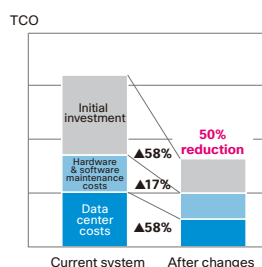 TCO
Initial
investment
50%
reduction
▲58%
Hardware
& software
maintenance
costs
▲17%
Data
center
costs
▲58%
Current system
After changes